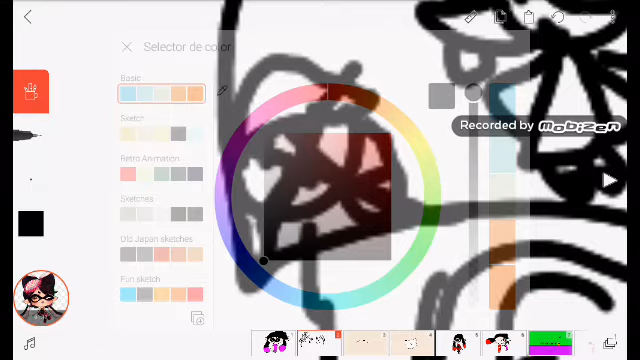 Selector de color
Basic
Sketch
Recorded by mobizen
Retro Animation
Sketches
Old Japan sketches
Fun sketch